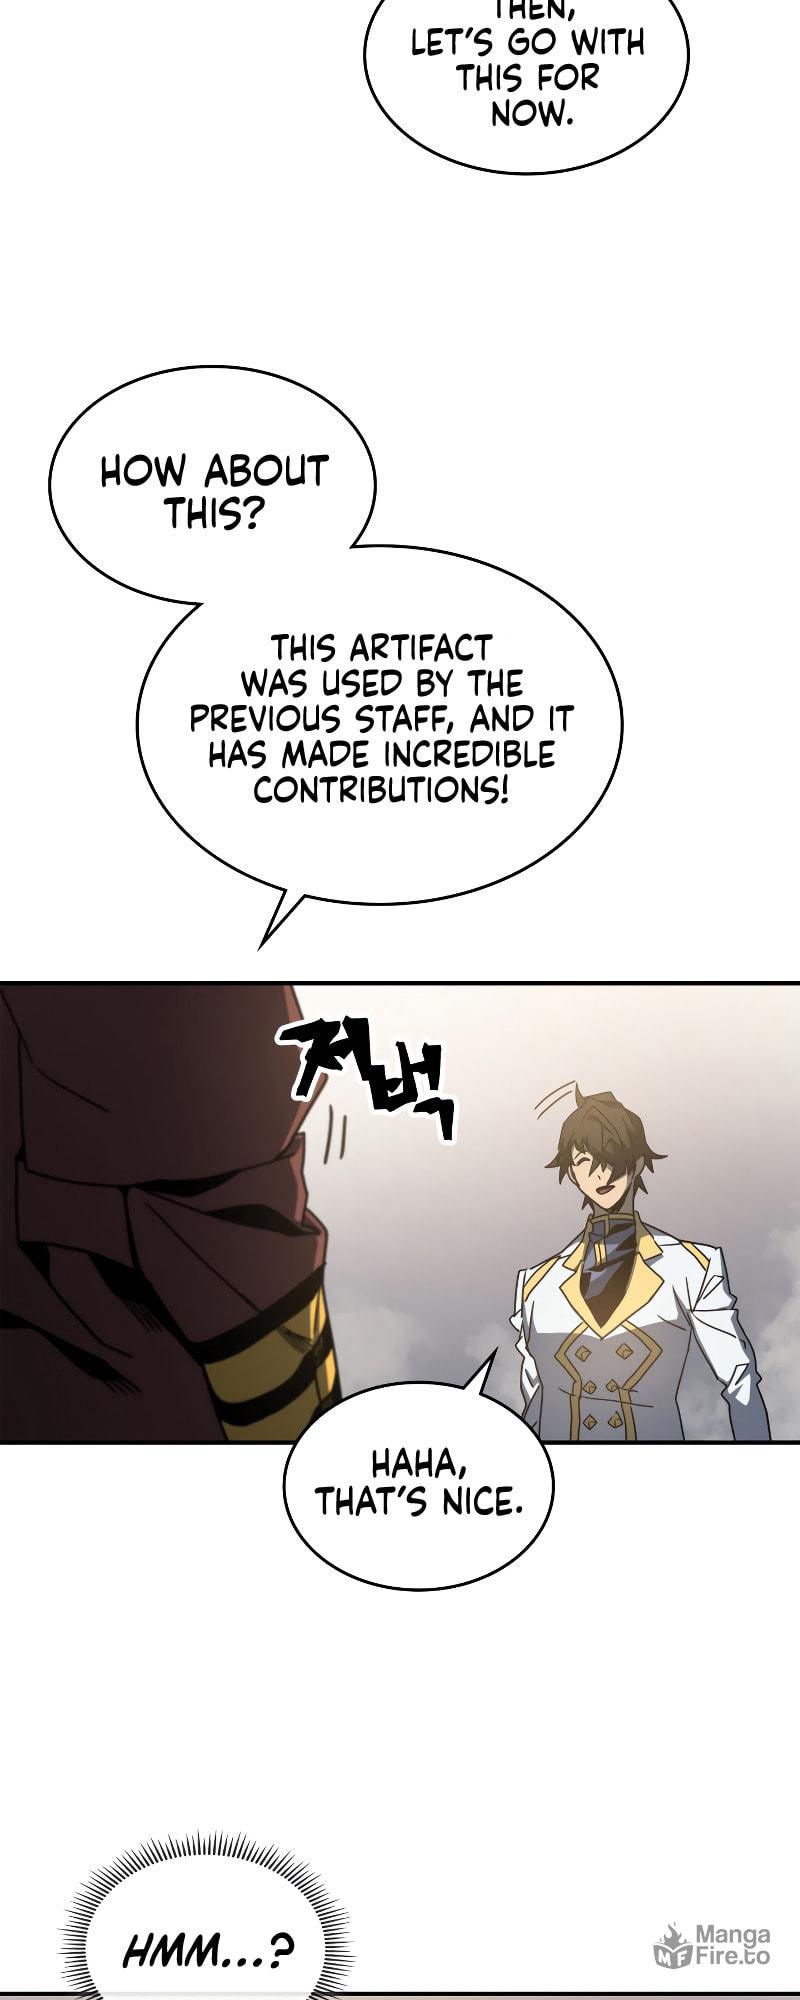 THEN,
LET'S GO WITH
THIS FOR
NOW.
HOW ABOUT
THIS?
THIS ARTIFACT
WAS USED BY THE
PREVIOUS STAFF, AND IT
HAS MADE INCREDIBLE
CONTRIBUTIONS!
저벅
HAHA,
THAT'S NICE.
HMM...?
Manga
Fire.to